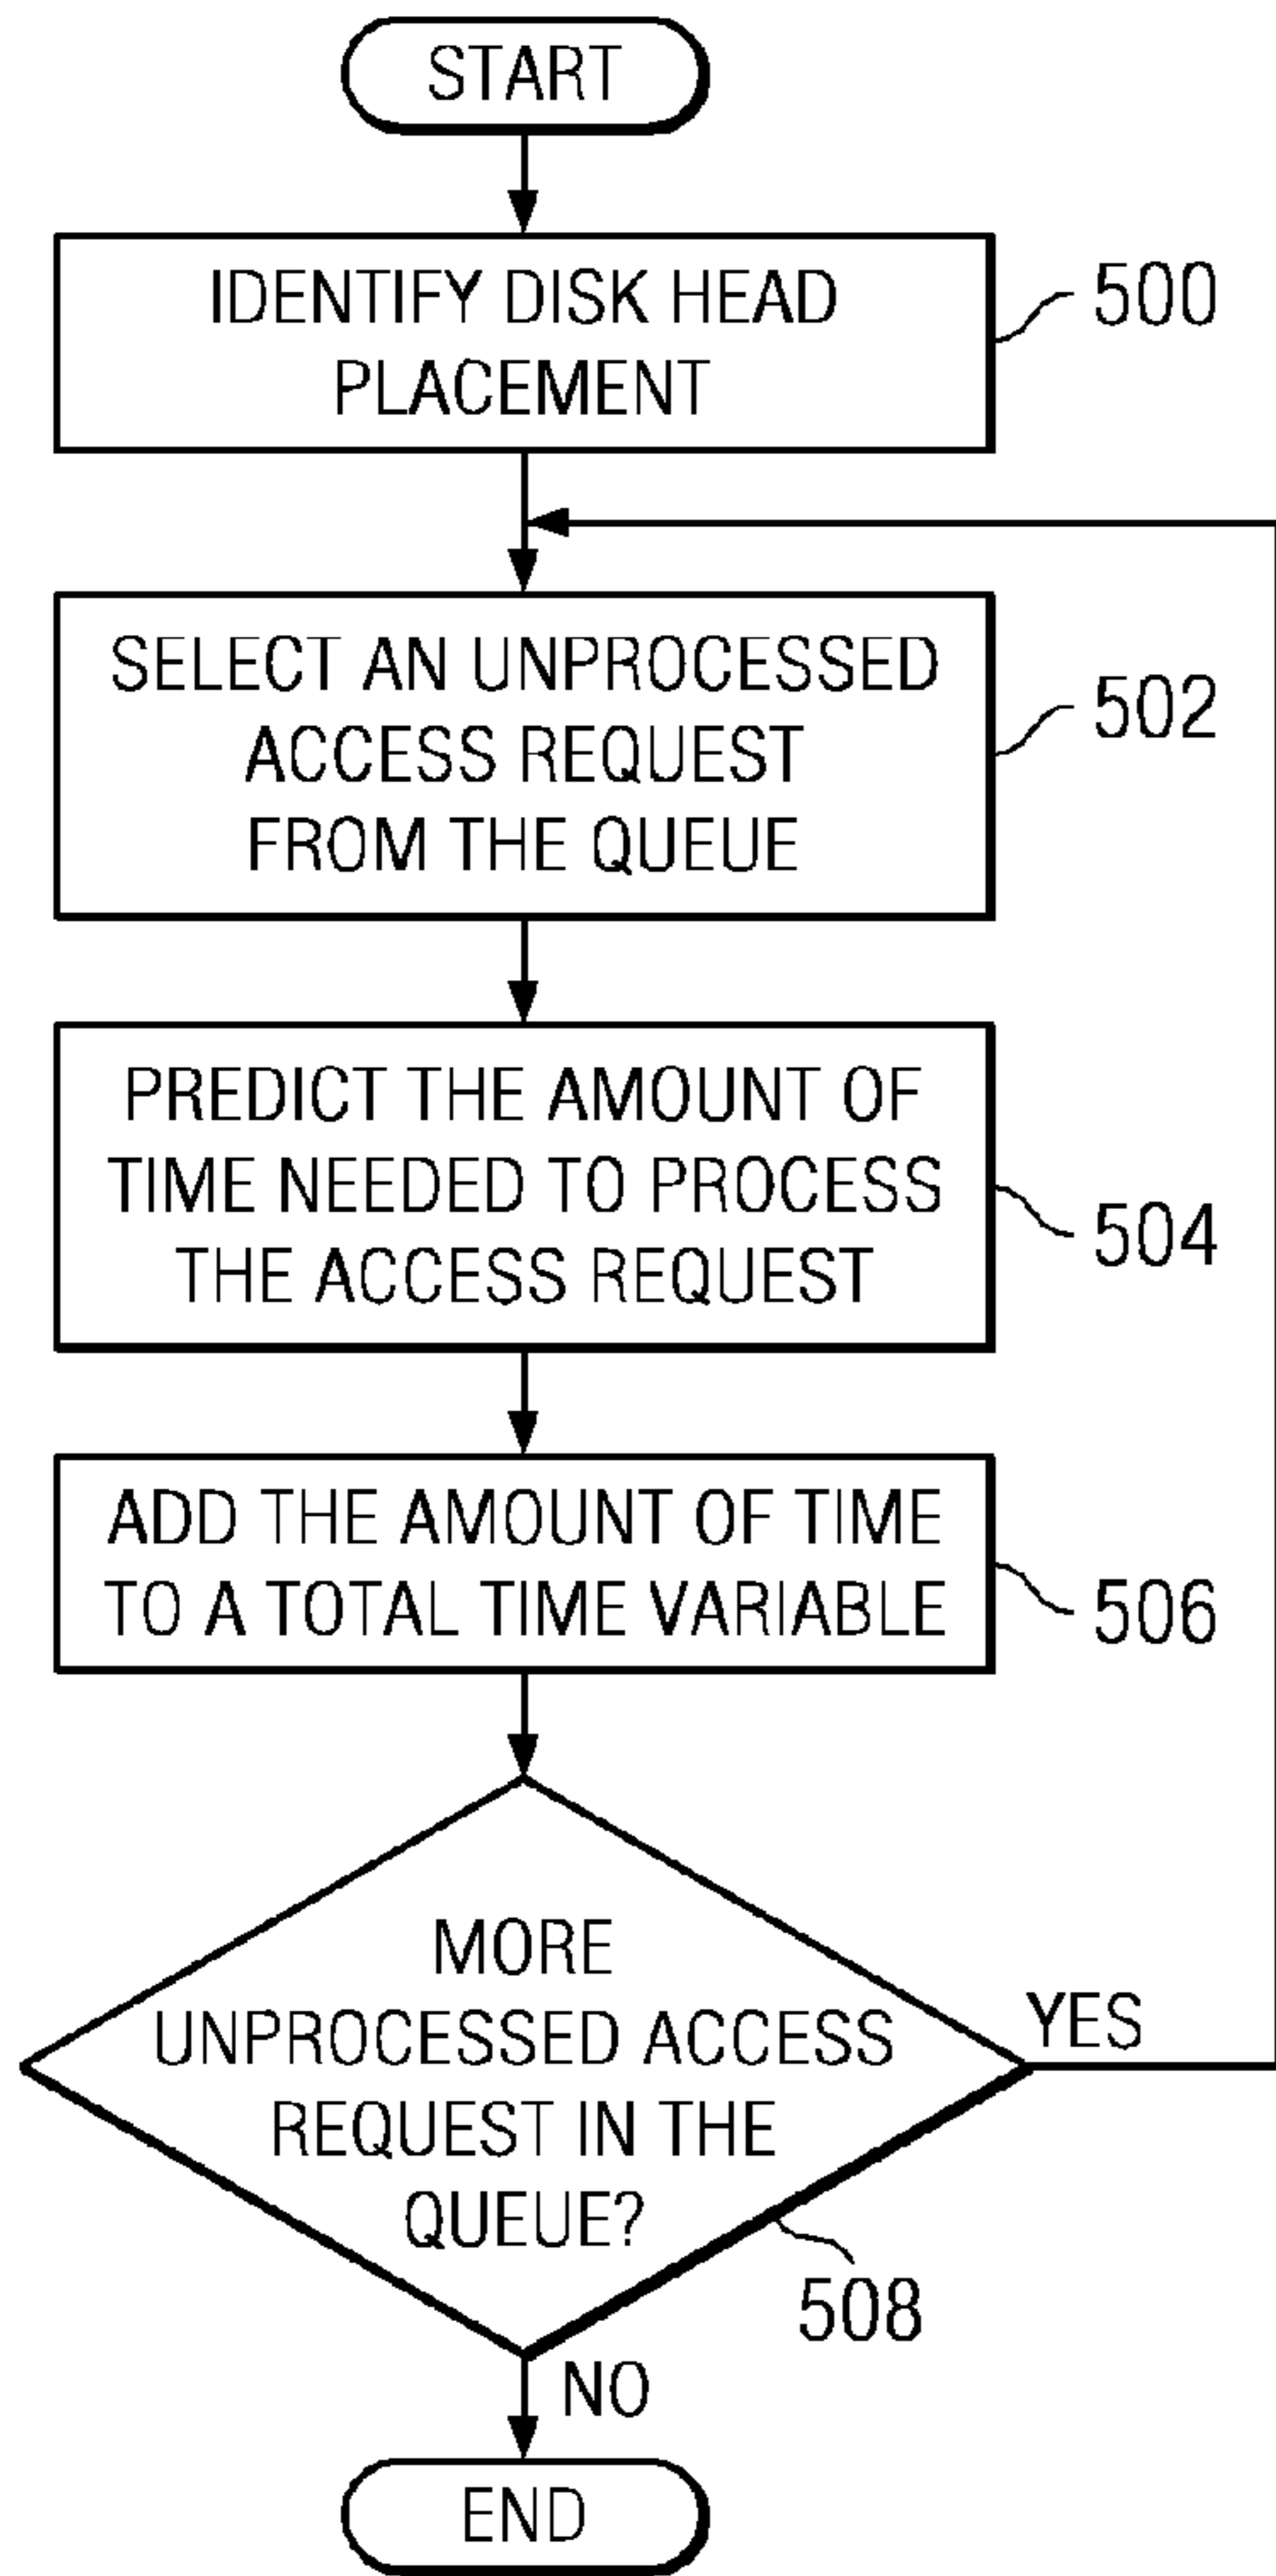 START
IDENTIFY DISK HEAD
PLACEMENT
500
SELECT AN UNPROCESSED
ACCESS REQUEST
FROM THE QUEUE
502
PREDICT THE AMOUNT OF
TIME NEEDED TO PROCESS
THE ACCESS REQUEST
504
ADD THE AMOUNT OF TIME
TO A TOTAL TIME VARIABLE
506
MORE
UNPROCESSED ACCESS
REQUEST IN THE
QUEUE?
YES
508
NO
END